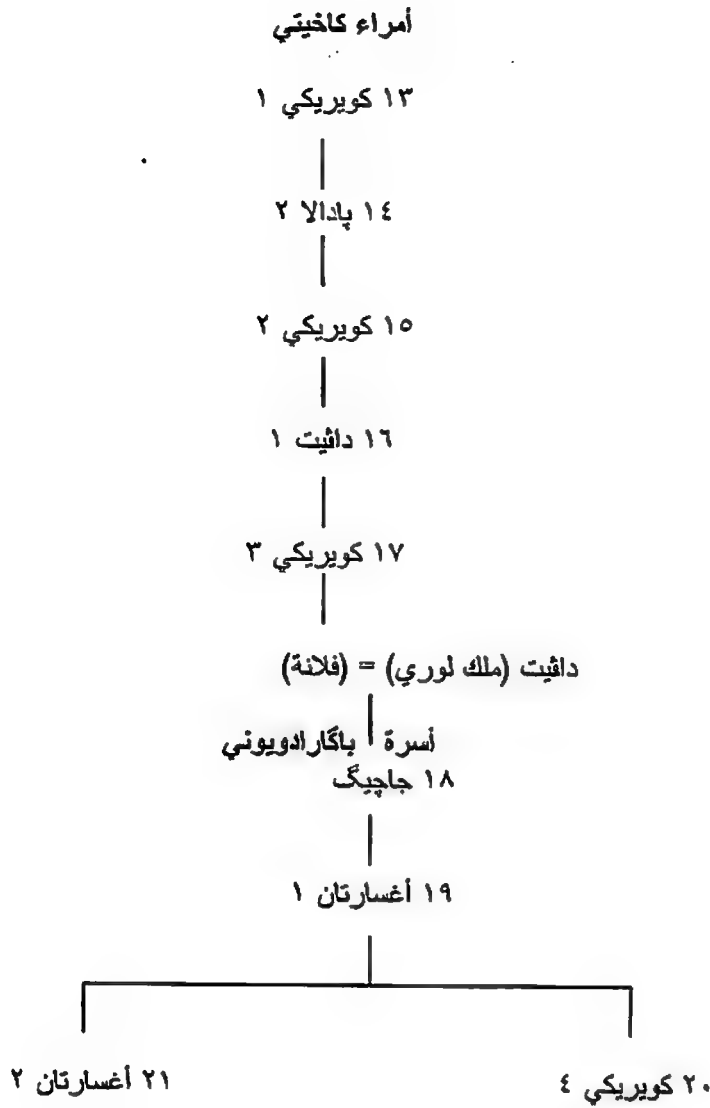 أمراء كاخيتي
١٣ كويريكي ١
١٤ پادالا ٢
١٥ كويريكي ٢
١٦ داڤيت ١
١٧ كويريكي ٣
داڤيت (ملك لوري) = (فلانة)
أسرة باگارادويوني
١٨ جاچيگ
١٩ أغسارتان ١
٢٠ كويريكي ٤
٢١ أغسارتان ٢